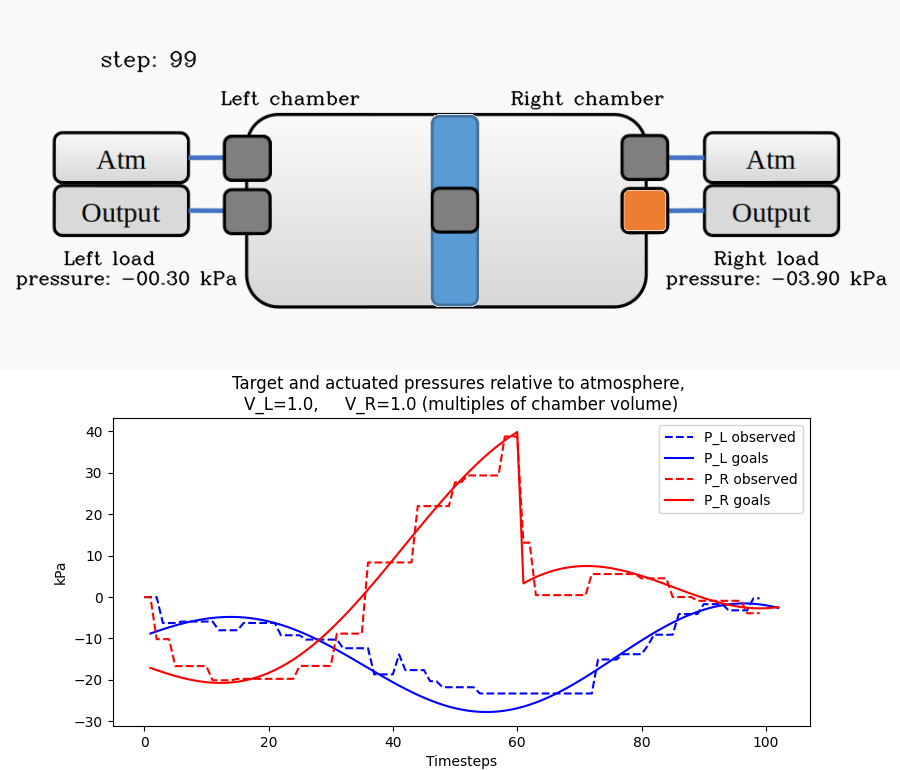 step: 99
Left chamber
Right chamber
Atm
Atm
Output
Output
Left load
pressure: −00.30 kPa
Right load
pressure: −03.90 kPa
Target and actuated pressures relative to atmosphere,
V_L=1.0, V_R=1.0 (multiples of chamber volume)
P_L observed
P_L goals
P_R observed
P_R goals
kPa
40
30
20
10
0
−10
−20
−30
0 20 40 60 80 100
Timesteps